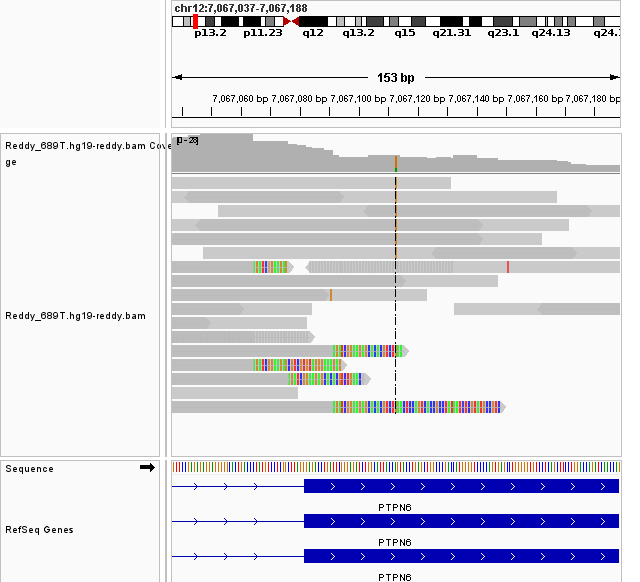 chr12:7,067,037-7,067,188
p13.2 p11.23 q12 q13.2 q15 q21.31 q23.1 q24.13 q24.
153 bp
7,067,060 bp 7,067,080 bp 7,067,100 bp 7,067,120 bp 7,067,140 bp 7,067,160 bp 7,067,180 bp
Reddy_689T.hg19-reddy.bam Cove
ge
[0-28]
Reddy_689T.hg19-reddy.bam
Sequence
PTPN6
RefSeq Genes
PTPN6
PTPN6